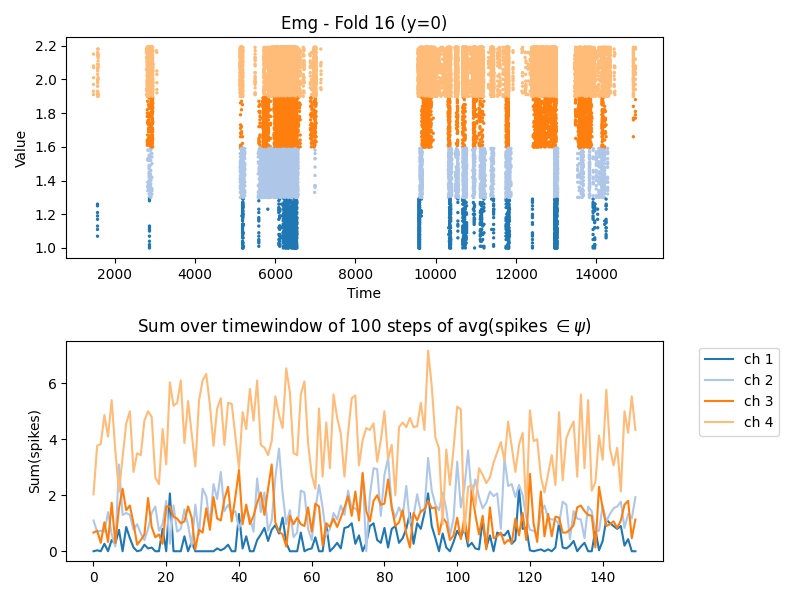 Emg - Fold 16 (y=0)
2.2
2.0
1.8
1.6
1.4
1.2
1.0
Value
2000 4000 6000 8000 10000 12000 14000
Time
Sum over timewindow of 100 steps of avg(spikes ∈ ψ)
6
4
2
0
Sum(spikes)
0 20 40 60 80 100 120 140
ch 1
ch 2
ch 3
ch 4